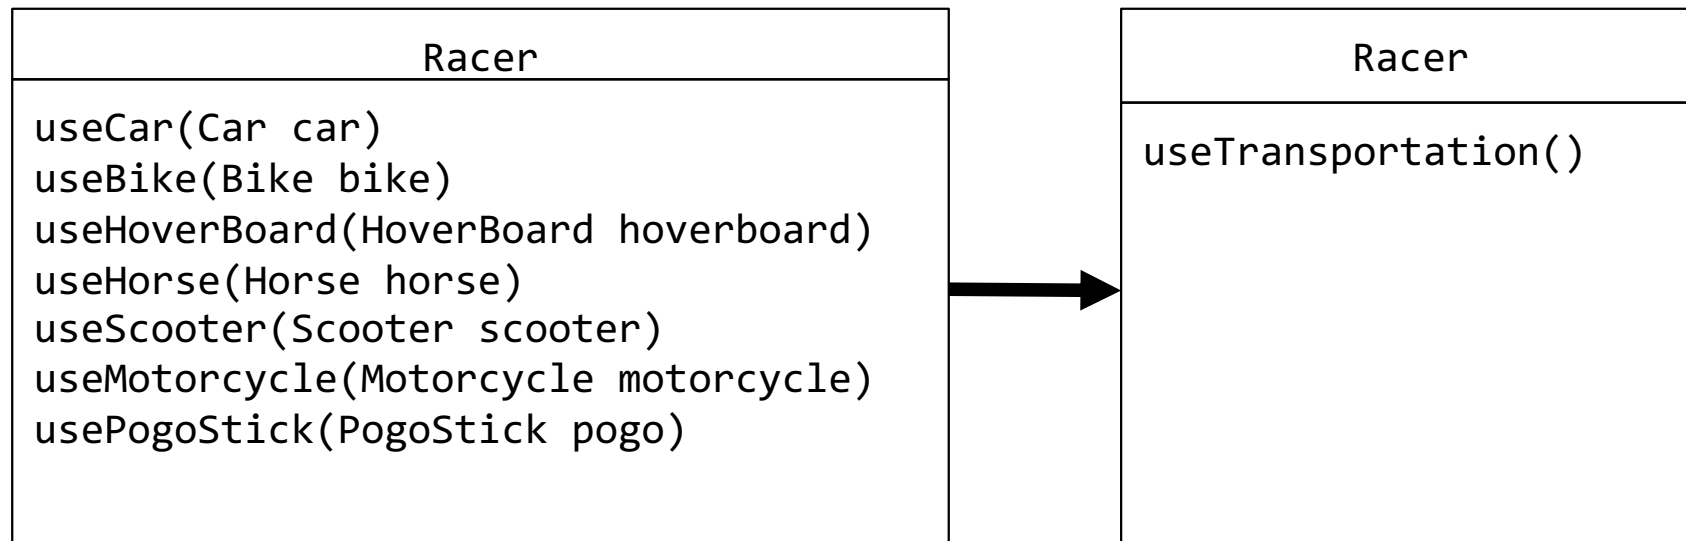 Racer
useCar(Car car)
useBike(Bike bike)
useHoverBoard(HoverBoard hoverboard)
useHorse(Horse horse)
useScooter(Scooter scooter)
useMotorcycle(Motorcycle motorcycle)
usePogoStick(PogoStick pogo)
Racer
useTransportation()